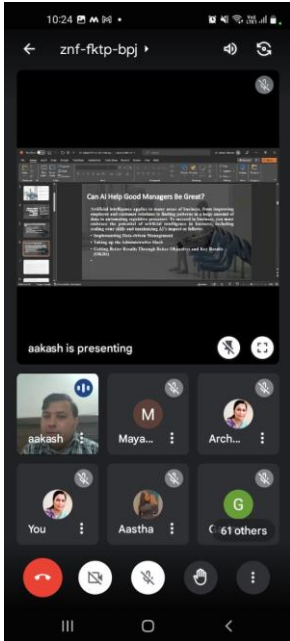 10:24
znf-fktp-bpj
Can AI Help Good Managers Be Great?
Artificial Intelligence applies to many areas of business, from improving
employee and customer relations to finding patterns in a large amount of
data to automating repetitive processes. To succeed in business, you must
embrace the potential of artificial intelligence in business, including
scaling your skills and maximizing AI's impact as follows
• Implementing Data-driven Management
• Taking up the Administrative Slack
• Getting Better Results Through Better Objectives and Key Results
(OKRs)
aakash is presenting
aakash
M
Maya...
Arch...
You
Aastha
G
61 others